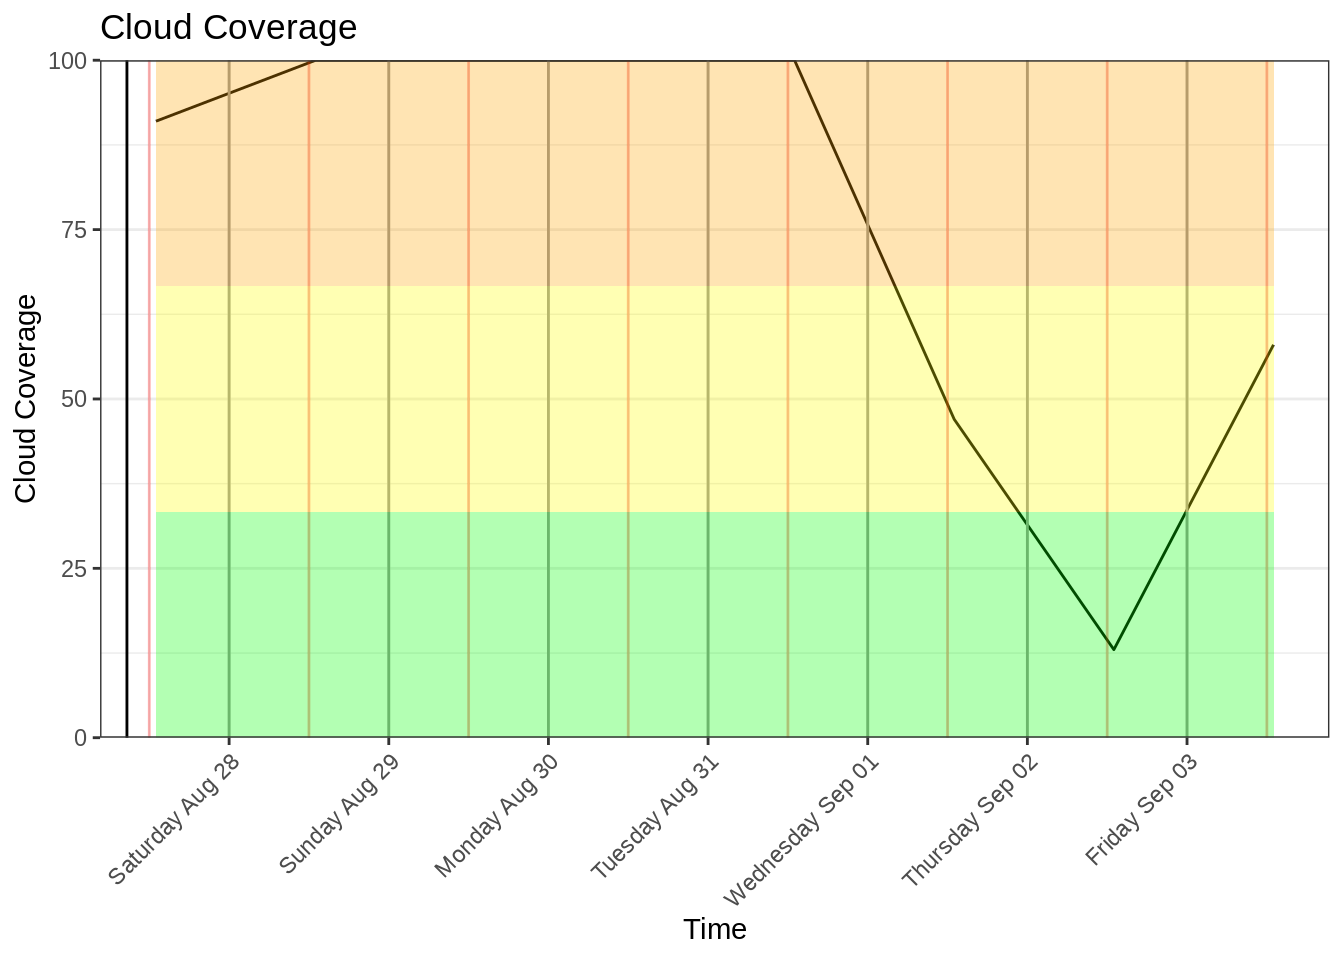 Cloud Coverage
100
75
50
25
0
Cloud Coverage
Saturday Aug 28
Sunday Aug 29
Monday Aug 30
Tuesday Aug 31
Wednesday Sep 01
Thursday Sep 02
Friday Sep 03
Time